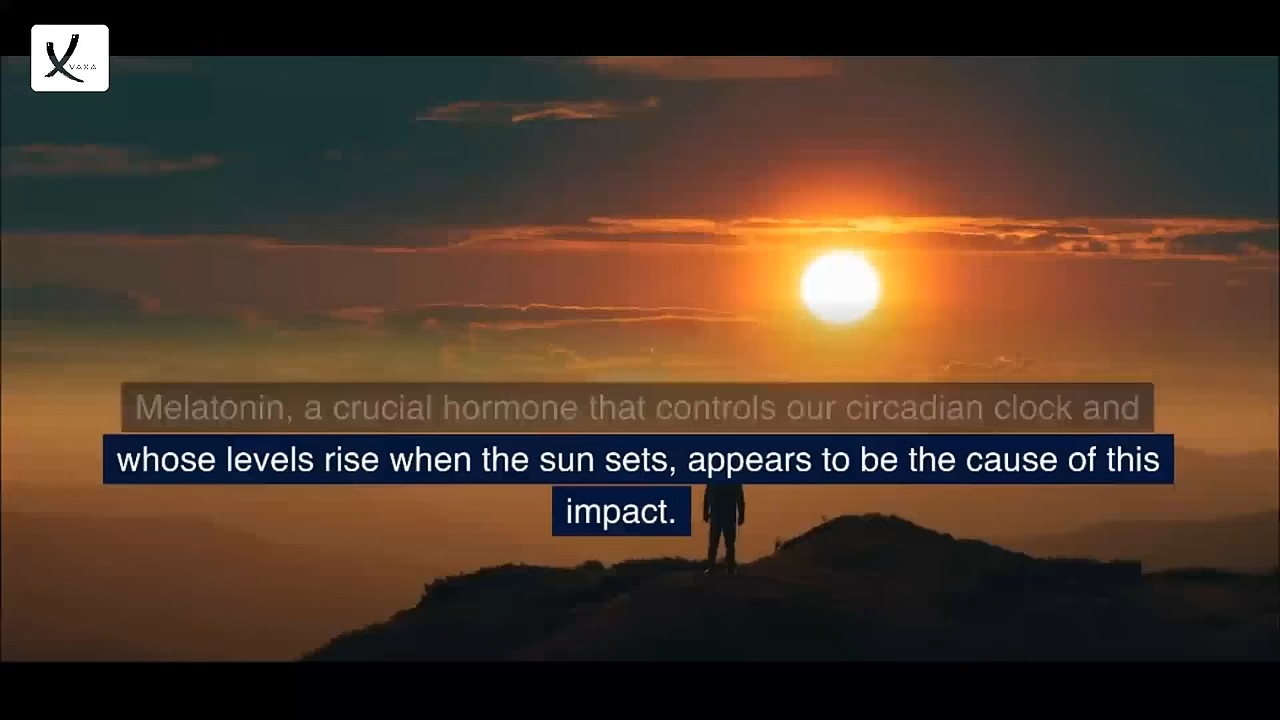 VAXA
Melatonin, a crucial hormone that controls our circadian clock and
whose levels rise when the sun sets, appears to be the cause of this
impact.